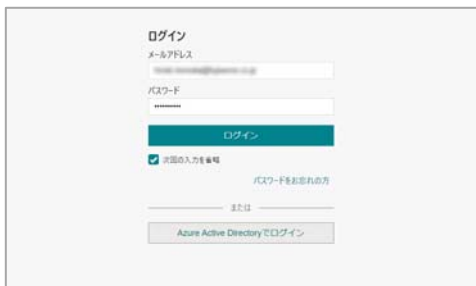 ログイン
メールアドレス
パスワード
••••••••••
ログイン
次回の入力を省略
パスワードをお忘れの方
または
Azure Active Directoryでログイン